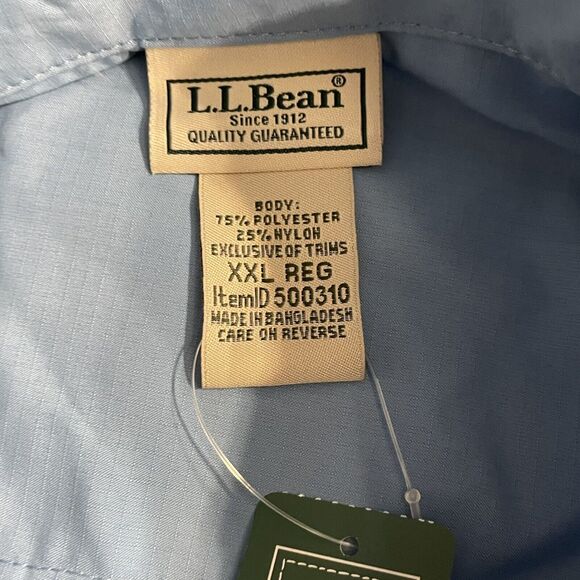 L.L.Bean®
Since 1912
QUALITY GUARANTEED
BODY:
75% POLYESTER
25% NYLON
EXCLUSIVE OF TRIMS
XXL REG
ItemID 500310
MADE IN BANGLADESH
CARE ON REVERSE